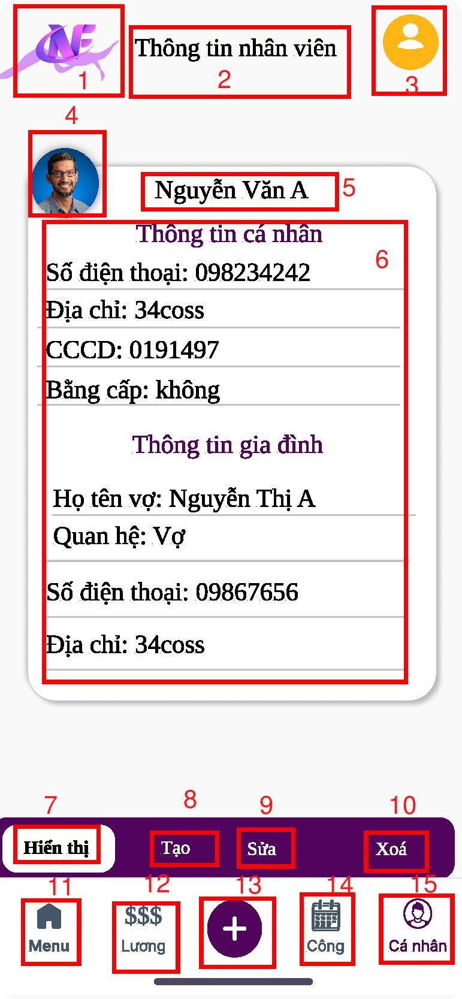 NF
Thông tin nhân viên
1
2
3
4
Nguyễn Văn A
5
Thông tin cá nhân
6
Số điện thoại: 098234242
Địa chỉ: 34coss
CCCD: 0191497
Bằng cấp: không
Thông tin gia đình
Họ tên vợ: Nguyễn Thị A
Quan hệ: Vợ
Số điện thoại: 09867656
Địa chỉ: 34coss
7 8 9 10
Hiển thị Tạo Sửa Xoá
11 12 13 14 15
$$$
Menu Lương Công Cá nhân